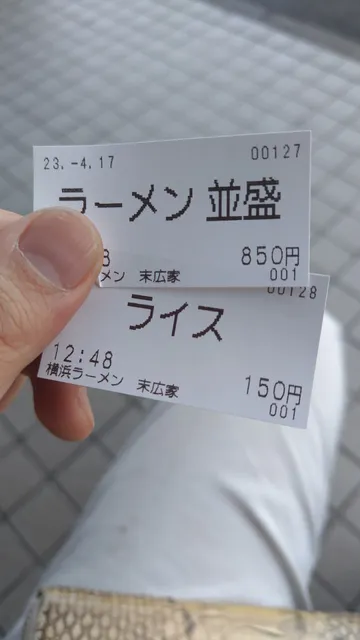 23.-4.17 00127
ラーメン 並盛
8 850円
メン 末広家 001
00128
ライス
12:48 150円
横浜ラーメン 末広家 001